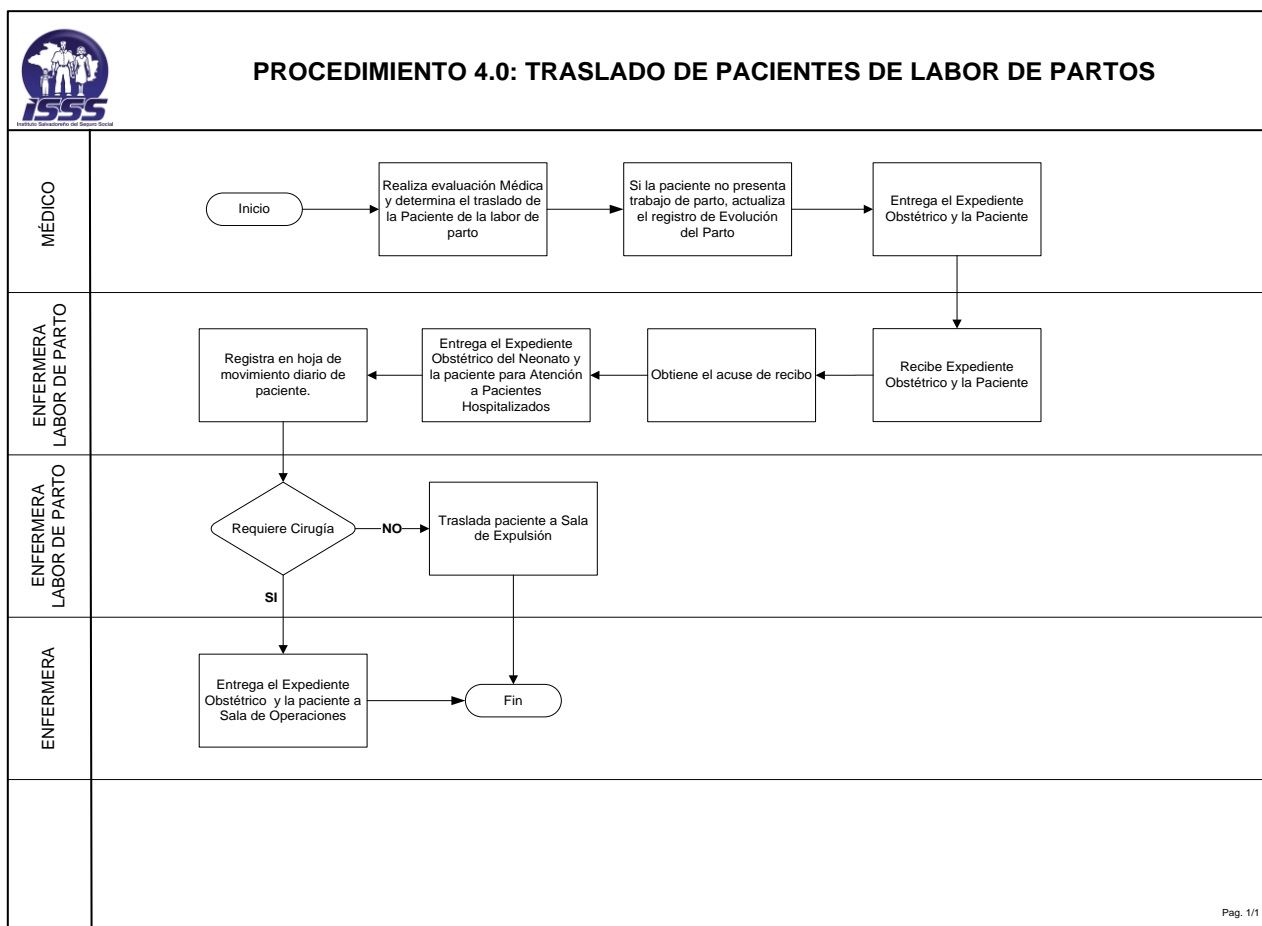 ISSS
Instituto Salvadoreño del Seguro Social
PROCEDIMIENTO 4.0: TRASLADO DE PACIENTES DE LABOR DE PARTOS
MÉDICO
Inicio
Realiza evaluación Médica
y determina el traslado de
la Paciente de la labor de
parto
Si la paciente no presenta
trabajo de parto, actualiza
el registro de Evolución
del Parto
Entrega el Expediente
Obstétrico y la Paciente
ENFERMERA
LABOR DE PARTO
Recibe Expediente
Obstétrico y la Paciente
Obtiene el acuse de recibo
Entrega el Expediente
Obstétrico del Neonato y
la paciente para Atención
a Pacientes
Hospitalizados
Registra en hoja de
movimiento diario de
paciente.
ENFERMERA
LABOR DE PARTO
Requiere Cirugía
NO
Traslada paciente a Sala
de Expulsión
SI
ENFERMERA
Entrega el Expediente
Obstétrico y la paciente a
Sala de Operaciones
Fin
Pag. 1/1